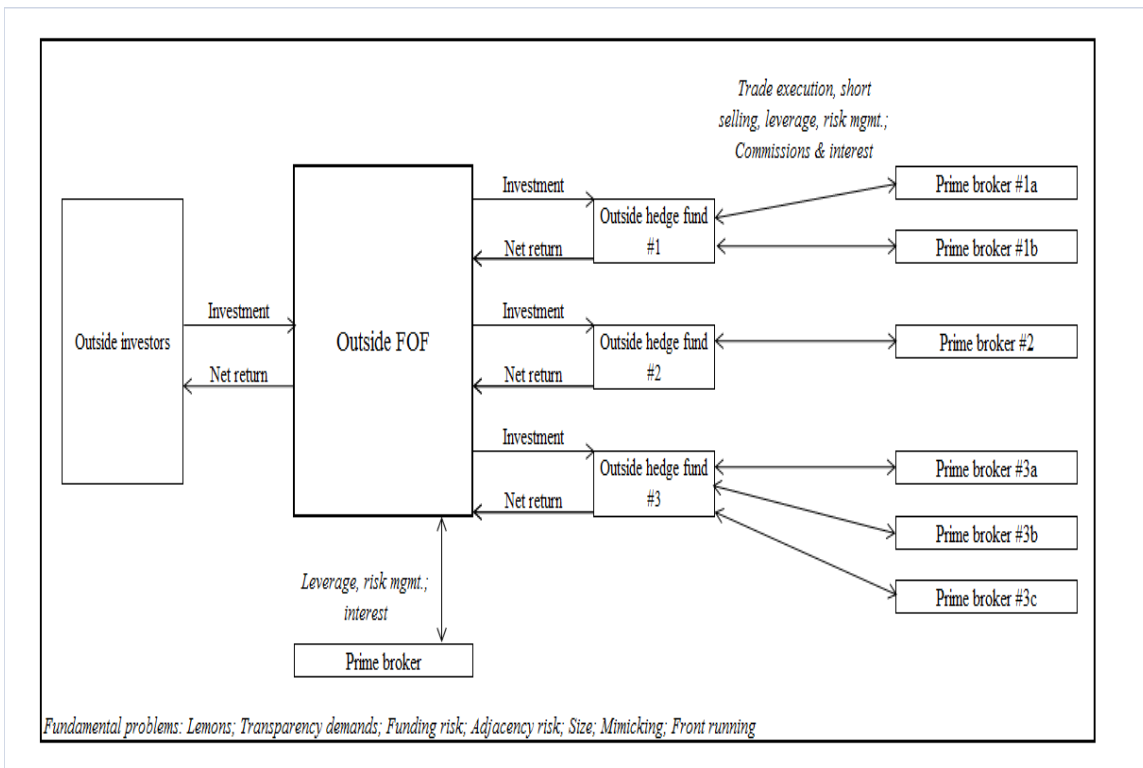 Trade execution, short
selling, leverage, risk mgmt.;
Commissions & interest
Prime broker #1a
Investment
Outside hedge fund
#1
Net return
Prime broker #1b
Outside investors
Investment
Net return
Outside FOF
Investment
Outside hedge fund
#2
Net return
Prime broker #2
Investment
Outside hedge fund
#3
Net return
Prime broker #3a
Prime broker #3b
Prime broker #3c
Leverage, risk mgmt.;
interest
Prime broker
Fundamental problems: Lemons; Transparency demands; Funding risk; Adjacency risk; Size; Mimicking; Front running